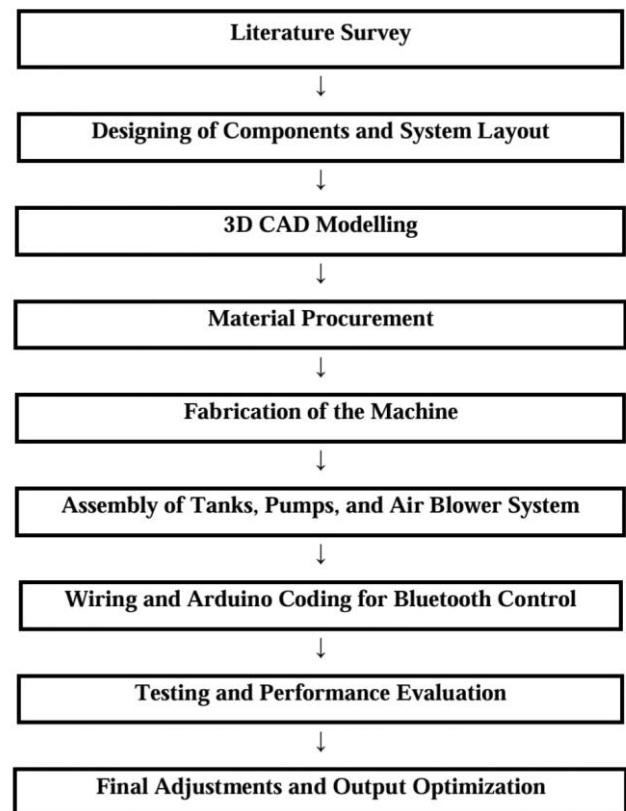 Literature Survey
↓
Designing of Components and System Layout
↓
3D CAD Modelling
↓
Material Procurement
↓
Fabrication of the Machine
↓
Assembly of Tanks, Pumps, and Air Blower System
↓
Wiring and Arduino Coding for Bluetooth Control
↓
Testing and Performance Evaluation
↓
Final Adjustments and Output Optimization